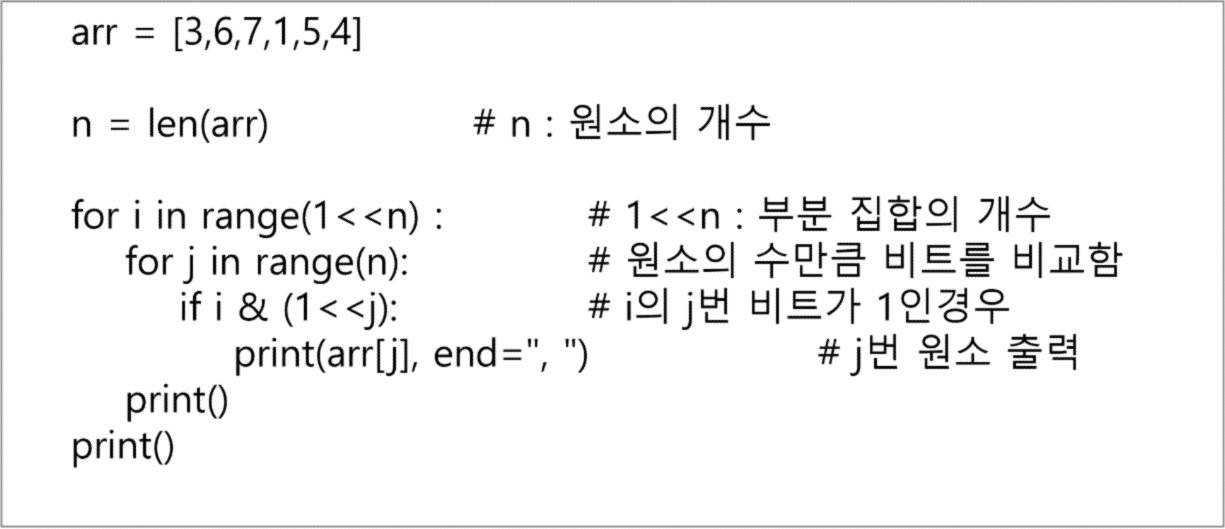 arr = [3,6,7,1,5,4]
n = len(arr) # n : 원소의 개수
for i in range(1<<n) : # 1<<n : 부분 집합의 개수
for j in range(n): # 원소의 수만큼 비트를 비교함
if i & (1<<j): # i의 j번 비트가 1인경우
print(arr[j], end=", ") # j번 원소 출력
print()
print()